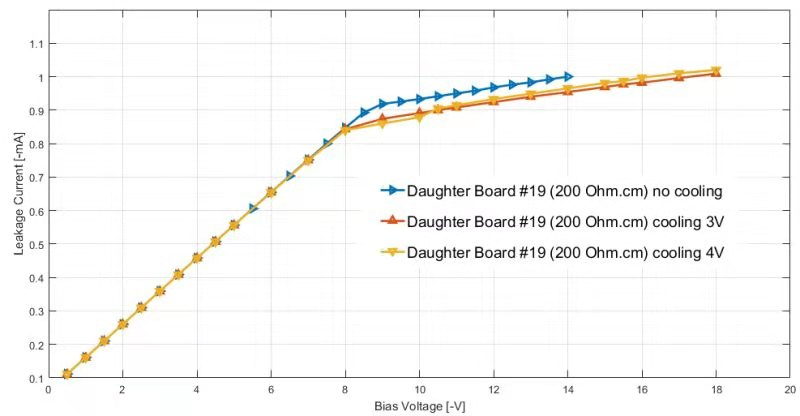 1.1
1
0.9
0.8
0.7
0.6
0.5
0.4
0.3
0.2
0.1
Leakage Current [-mA]
Daughter Board #19 (200 Ohm.cm) no cooling
Daughter Board #19 (200 Ohm.cm) cooling 3V
Daughter Board #19 (200 Ohm.cm) cooling 4V
0 2 4 6 8 10 12 14 16 18 20
Bias Voltage [-V]